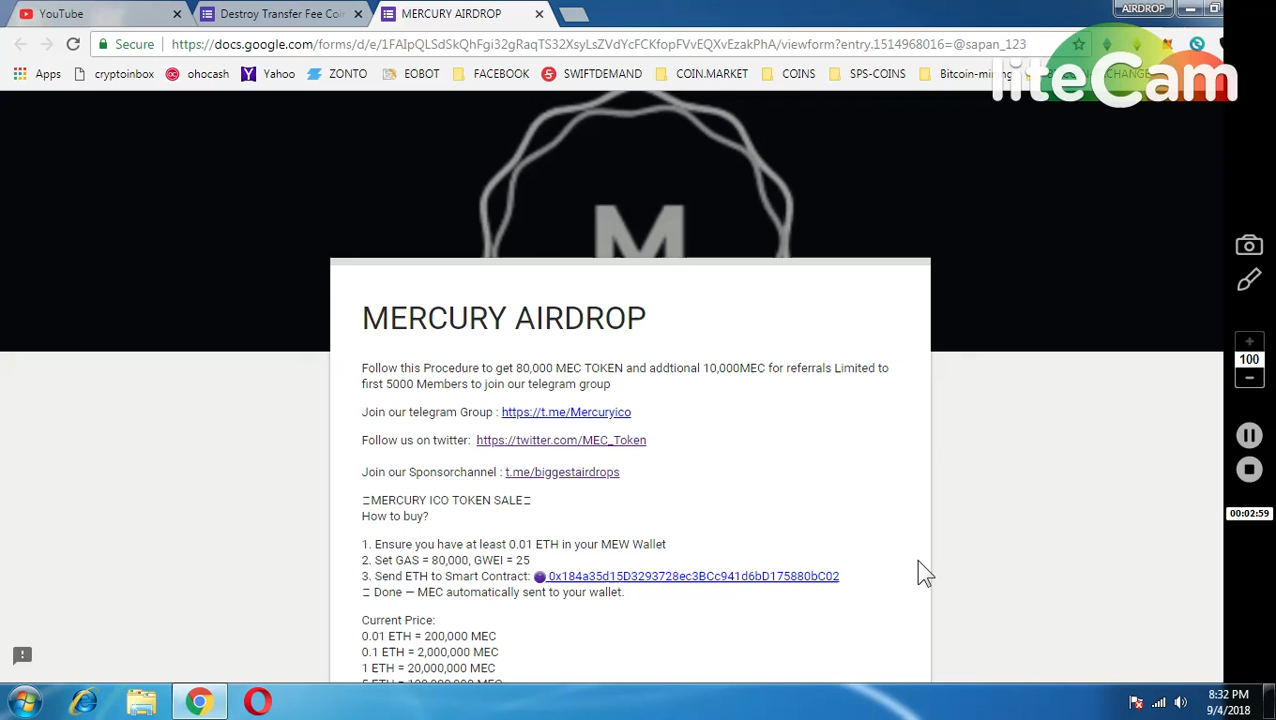 YouTube
Destroy Transfer Fee Coin
MERCURY AIRDROP
AIRDROP
Secure
https://docs.google.com/forms/d/e/1FAIpQLSdSkQ_rFgi32gRqTS32XsyLsZVdYcFCKfopFVvEQXvEzakPhA/viewform?entry.1514968016=@sapan_123
Apps
cryptoinbox
ohocash
Yahoo
ZONTO
EOBOT
FACEBOOK
SWIFTDEMAND
COIN.MARKET
COINS
SPS-COINS
liteCam
M
MERCURY AIRDROP
Follow this Procedure to get 80,000 MEC TOKEN and addtional 10,000MEC for referrals Limited to
first 5000 Members to join our telegram group
Join our telegram Group : https://t.me/Mercuryico
Follow us on twitter: https://twitter.com/MEC_Token
Join our Sponsorchannel : t.me/biggestairdrops
MERCURY ICO TOKEN SALE
How to buy?
1. Ensure you have at least 0.01 ETH in your MEW Wallet
2. Set GAS = 80,000, GWEI = 25
3. Send ETH to Smart Contract: 0x184a35d15D3293728ec3BCc941d6bD175880bC02
Done — MEC automatically sent to your wallet.
Current Price:
0.01 ETH = 200,000 MEC
0.1 ETH = 2,000,000 MEC
1 ETH = 20,000,000 MEC
100
00:02:59
8:32 PM
9/4/2018